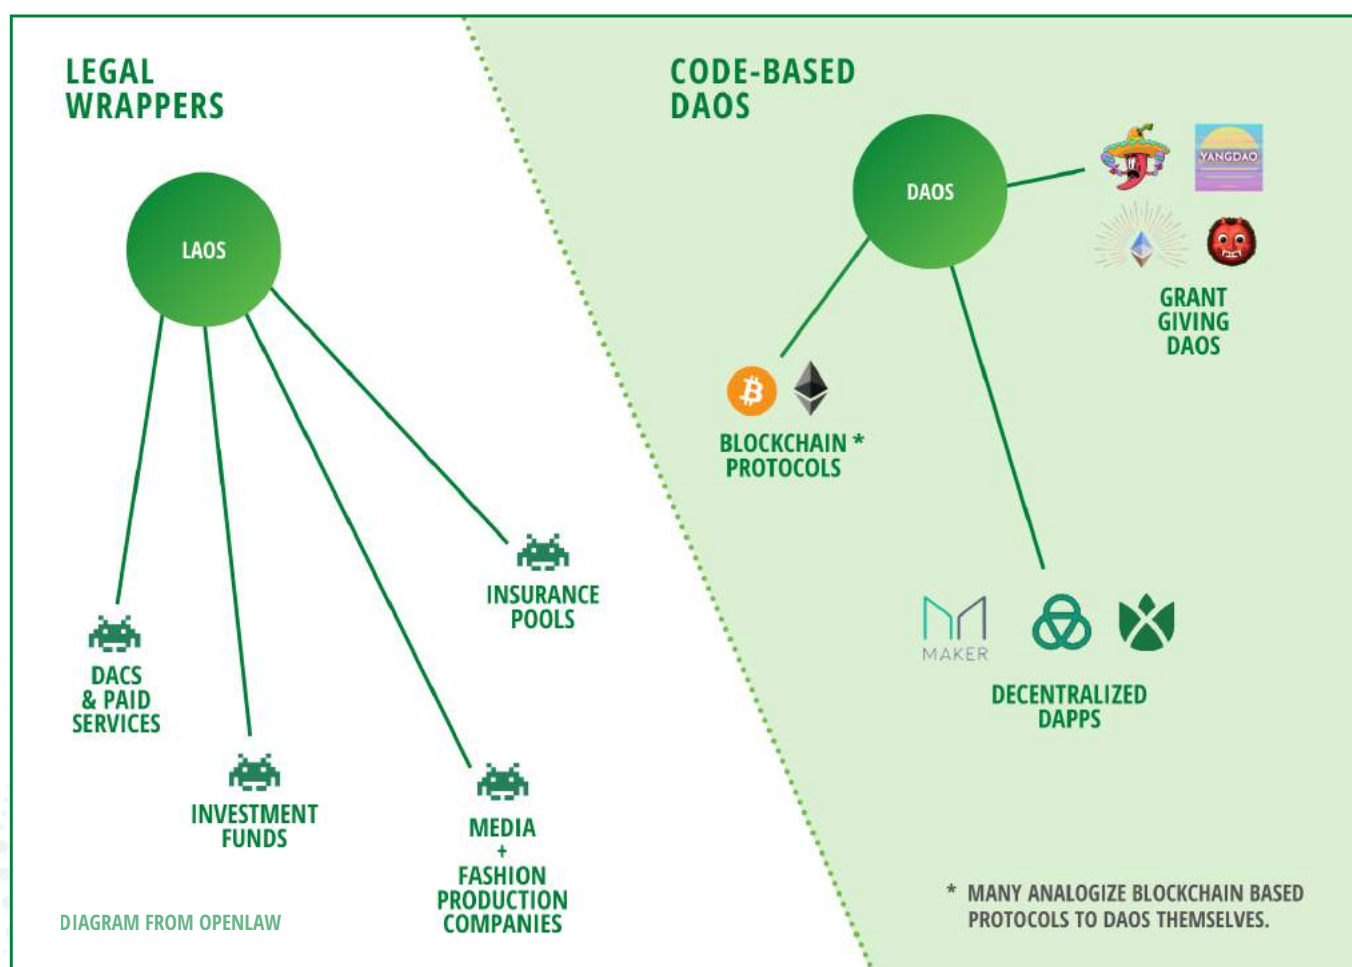 LEGAL
WRAPPERS
LAOS
DACS
& PAID
SERVICES
INVESTMENT
FUNDS
MEDIA
+
FASHION
PRODUCTION
COMPANIES
INSURANCE
POOLS
DIAGRAM FROM OPENLAW
CODE-BASED
DAOS
DAOS
YANGDAO
GRANT
GIVING
DAOS
BLOCKCHAIN *
PROTOCOLS
MAKER
DECENTRALIZED
DAPPS
* MANY ANALOGIZE BLOCKCHAIN BASED
PROTOCOLS TO DAOS THEMSELVES.